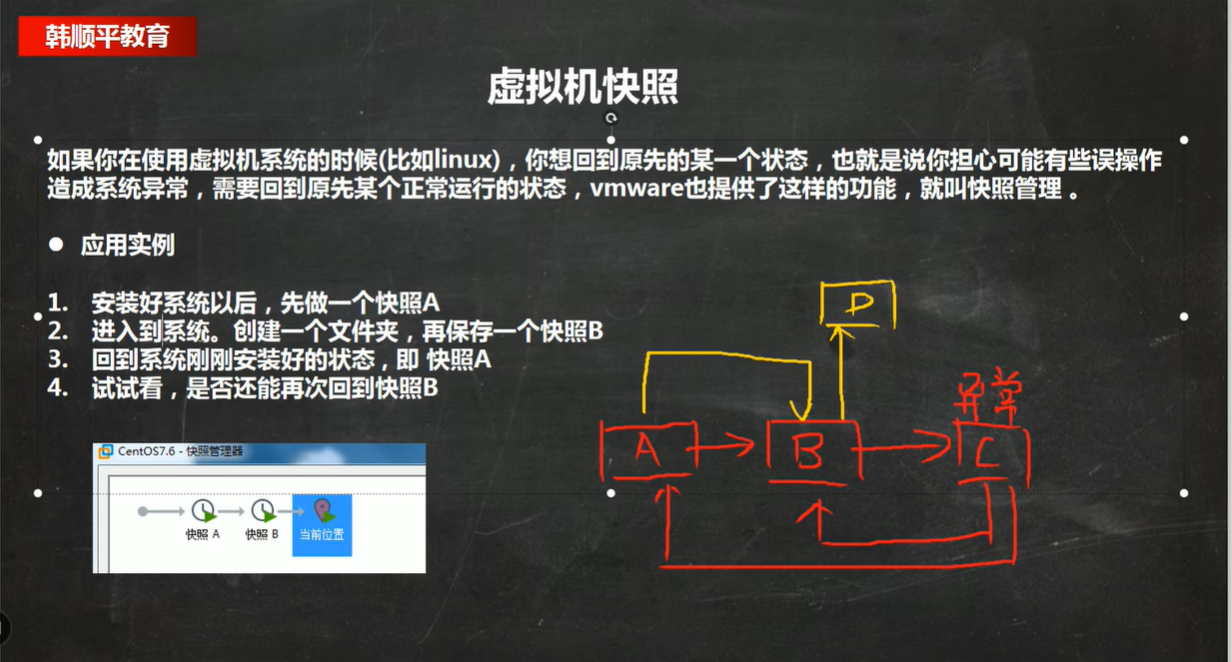 韩顺平教育
虚拟机快照
如果你在使用虚拟机系统的时候(比如linux)，你想回到原先的某一个状态，也就是说你担心可能有些误操作
造成系统异常，需要回到原先某个正常运行的状态，vmware也提供了这样的功能，就叫快照管理 。
● 应用实例
1. 安装好系统以后，先做一个快照A
2. 进入到系统。创建一个文件夹，再保存一个快照B
3. 回到系统刚刚安装好的状态，即 快照A
4. 试试看，是否还能再次回到快照B
D
异常
A
B
C
CentOS7.6 - 快照管理器
快照 A
快照 B
当前位置